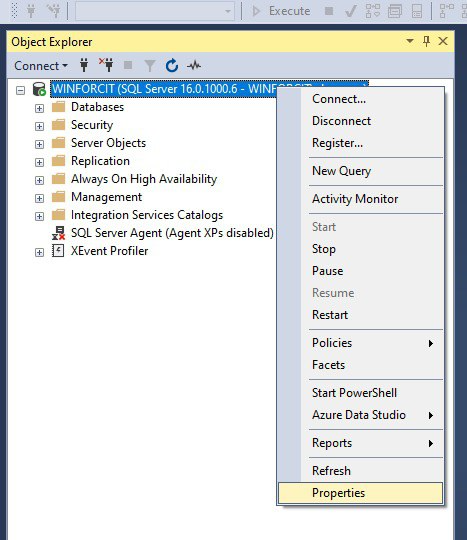 Execute
Object Explorer
Connect
WINFORCIT (SQL Server 16.0.1000.6 -
Databases
Security
Server Objects
Replication
Always On High Availability
Management
Integration Services Catalogs
SQL Server Agent (Agent XPs disabled)
XEvent Profiler
Connect...
Disconnect
Register...
New Query
Activity Monitor
Start
Stop
Pause
Resume
Restart
Policies
Facets
Start PowerShell
Azure Data Studio
Reports
Refresh
Properties